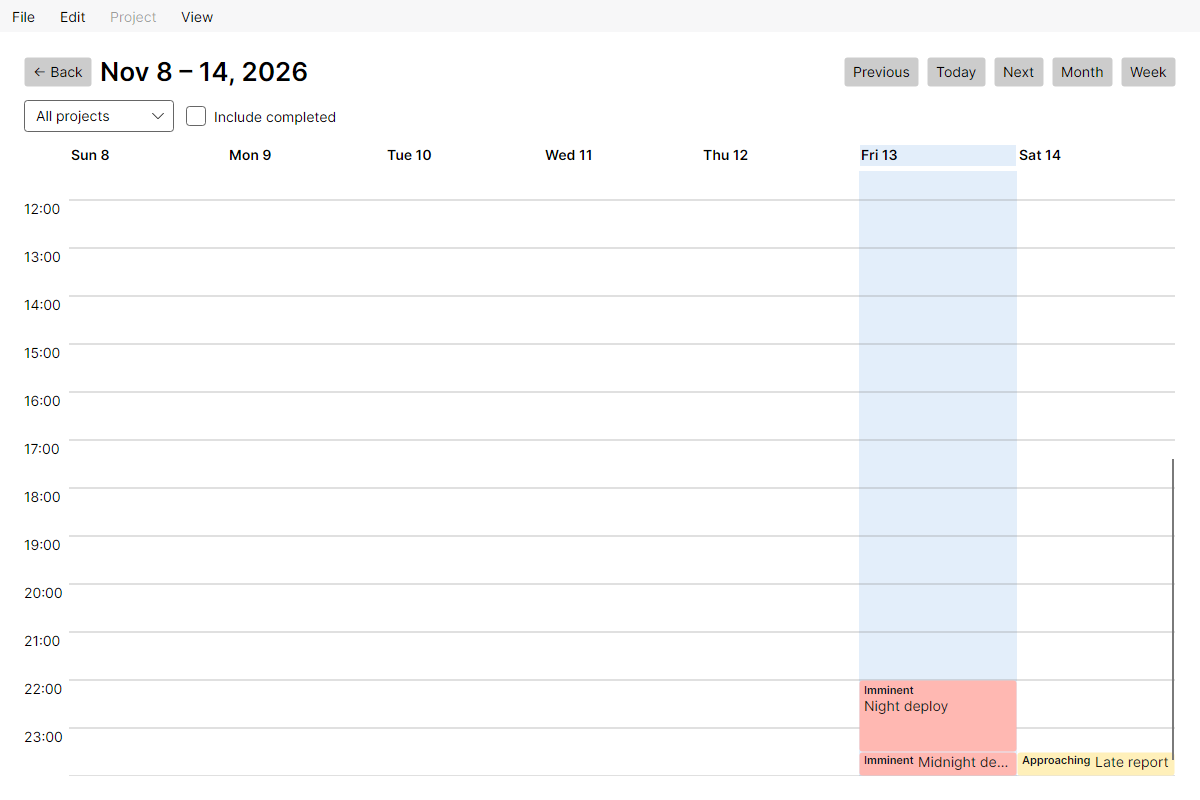 File Edit Project View
← Back Nov 8 – 14, 2026 Previous Today Next Month Week
All projects Include completed
Sun 8 Mon 9 Tue 10 Wed 11 Thu 12 Fri 13 Sat 14
12:00
13:00
14:00
15:00
16:00
17:00
18:00
19:00
20:00
21:00
22:00 Imminent
Night deploy
23:00
Imminent Midnight de... Approaching Late report